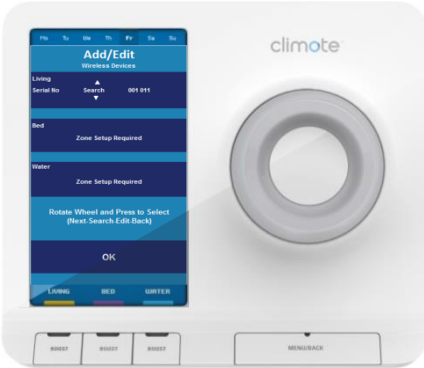 Mo Tu We Th Fr Sa Su
climote
Add/Edit
Wireless Devices
Living
Serial No Search 001 011
Bed
Zone Setup Required
Water
Zone Setup Required
Rotate Wheel and Press to Select
(Next-Search-Edit-Back)
OK
LIVING BED WATER
BOOST BOOST BOOST MENU/BACK